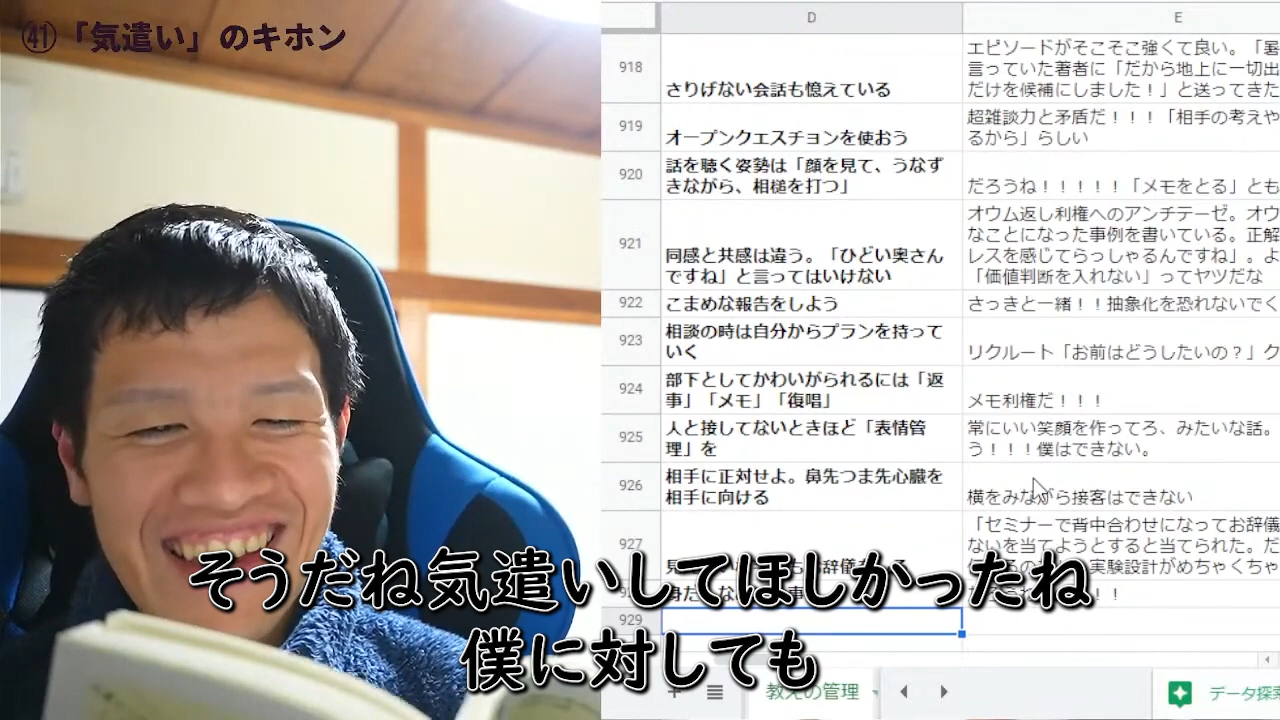 ㊶「気遣い」のキホン
D
E
918
さりげない会話も憶えている
エピソードがそこそこ強くて良い。「暑
言っていた著者に「だから地上に一切出
だけを候補にしました!」と送ってきた
919
オープンクエスチョンを使おう
超雑談力と矛盾だ!!!「相手の考えや
るから」らしい
920
話を聴く姿勢は「顔を見て、うなず
きながら、相槌を打つ」
だろうね!!!!!「メモをとる」とも
921
同感と共感は違う。「ひどい奥さん
ですね」と言ってはいけない
オウム返し利権へのアンチテーゼ。オウ
なことになった事例を書いている。正解
レスを感じてらっしゃるんですね」。よ
「価値判断を入れない」ってヤツだな
922
こまめな報告をしよう
さっきと一緒!!抽象化を恐れないでく
923
相談の時は自分からプランを持って
いく
リクルート「お前はどうしたいの?」ク
924
部下としてかわいがられるには「返
事」「メモ」「復唱」
メモ利権だ!!!
925
人と接してないときほど「表情管
理」を
常にいい笑顔を作ってろ、みたいな話。
う!!!僕はできない。
926
相手に正対せよ。鼻先つま先心臓を
相手に向ける
横をみながら接客はできない
927
「セミナーで背中合わせになってお辞儀
ないを当てようとすると当てられた。だ
実験設計がめちゃくちゃ
929
そうだね気遣いしてほしかったね
僕に対しても
教えの管理
データ探索